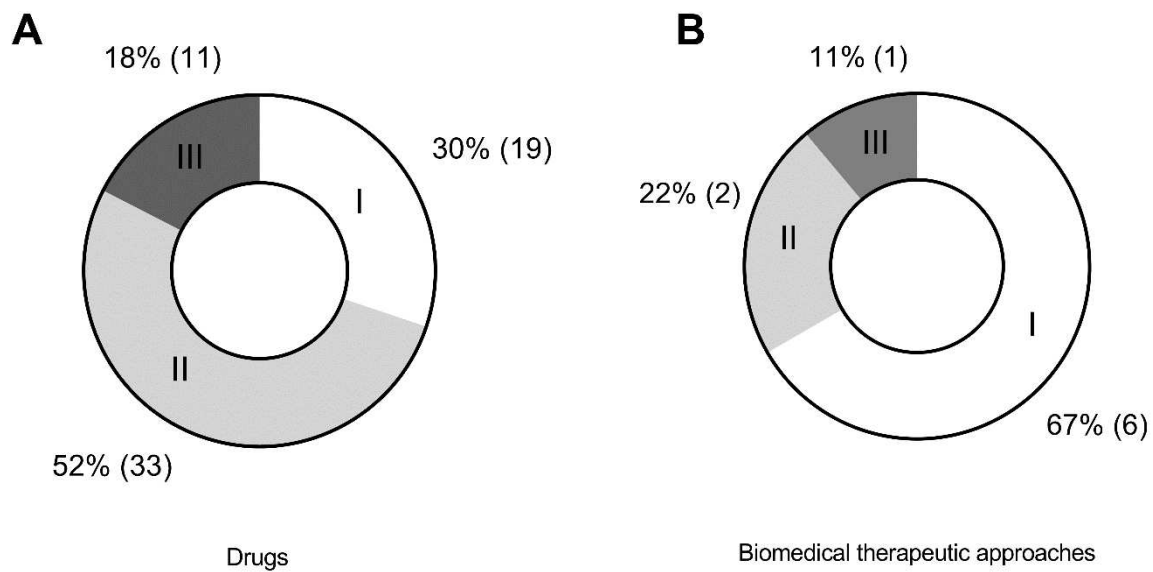 A
18% (11)
III
30% (19)
I
II
52% (33)
Drugs
B
11% (1)
III
22% (2)
II
I
67% (6)
Biomedical therapeutic approaches